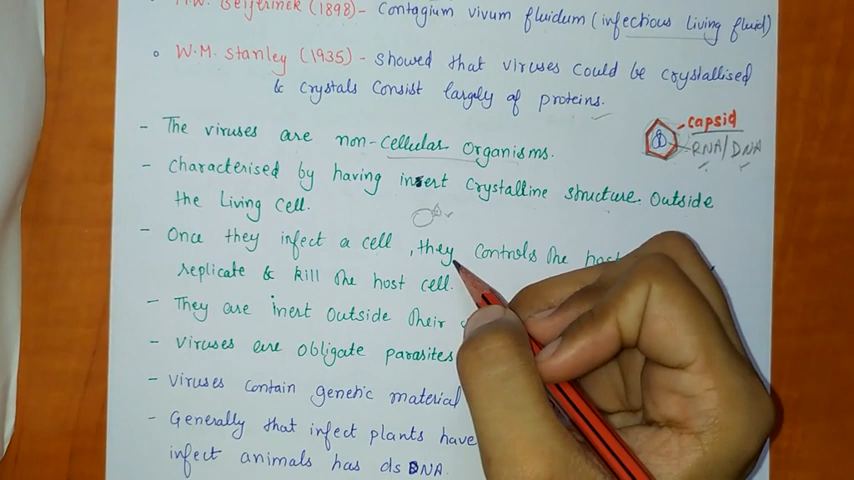 M.W. Beijerinek (1898) - Contagium vivum fluidum (infectious living fluid)
W.M. Stanley (1935) - showed that viruses could be crystallised
& crystals consist largely of proteins.
capsid
RNA/DNA
- The viruses are non-cellular organisms.
- characterised by having inert crystalline structure outside
the living cell.
- Once they infect a cell, they controls the host
replicate & kill the host cell.
- They are inert outside their
- Viruses are obligate parasites
- Viruses contain genetic material
- Generally that infect plants have
infect animals has ds DNA.